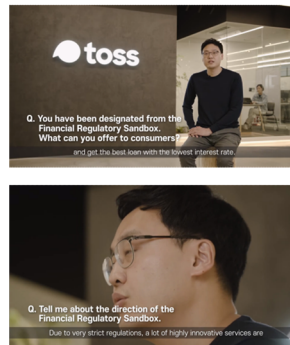 toss
Q. You have been designated from the
Financial Regulatory Sandbox.
What can you offer to consumers?
and get the best loan with the lowest interest rate.
Q. Tell me about the direction of the
Financial Regulatory Sandbox.
Due to very strict regulations, a lot of highly innovative services are